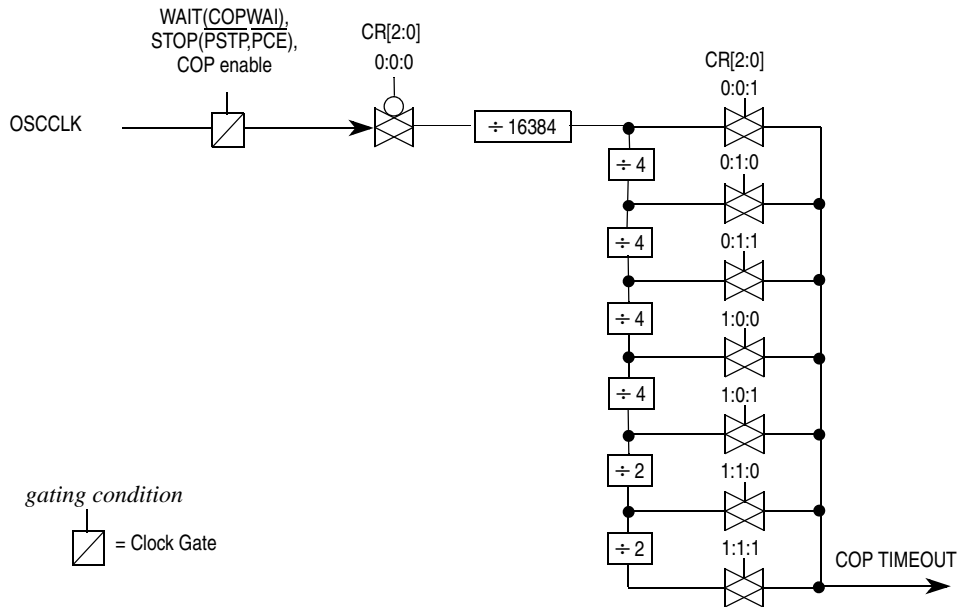 WAIT(COPWAI),
STOP(PSTP,PCE),
COP enable
CR[2:0]
0:0:0
OSCCLK
÷ 16384
CR[2:0]
0:0:1
÷ 4
0:1:0
÷ 4
0:1:1
÷ 4
1:0:0
÷ 4
1:0:1
÷ 2
1:1:0
÷ 2
1:1:1
COP TIMEOUT
gating condition
= Clock Gate